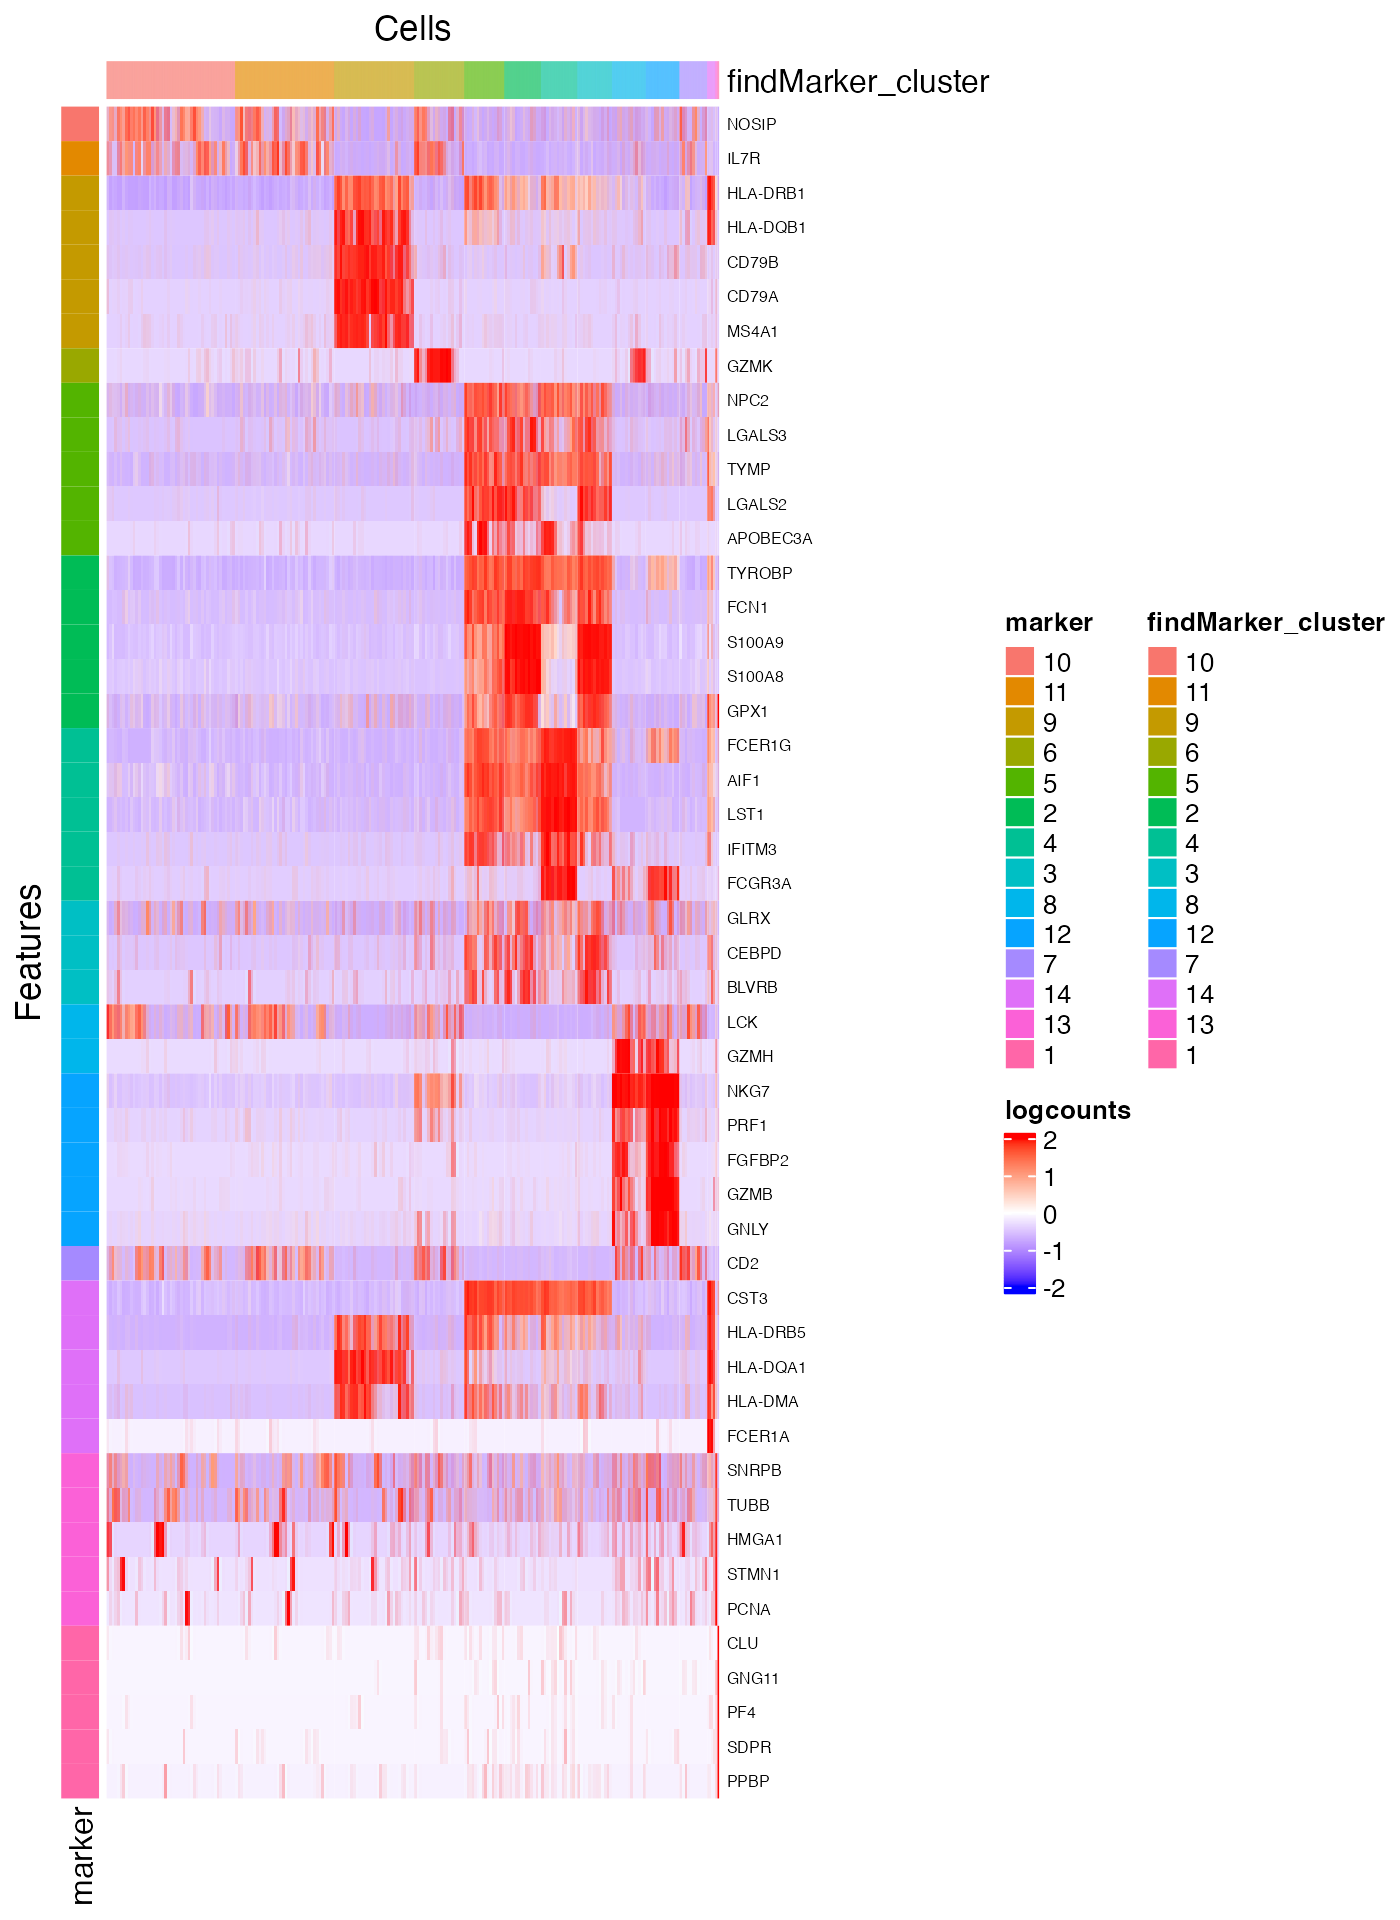 Cells
findMarker_cluster
NOSIP
IL7R
HLA-DRB1
HLA-DQB1
CD79B
CD79A
MS4A1
GZMK
NPC2
LGALS3
TYMP
LGALS2
APOBEC3A
TYROBP
FCN1
S100A9
S100A8
GPX1
FCER1G
AIF1
LST1
IFITM3
FCGR3A
GLRX
CEBPD
BLVRB
LCK
GZMH
NKG7
PRF1
FGFBP2
GZMB
GNLY
CD2
CST3
HLA-DRB5
HLA-DQA1
HLA-DMA
FCER1A
SNRPB
TUBB
HMGA1
STMN1
PCNA
CLU
GNG11
PF4
SDPR
PPBP
Features
marker
marker
10
11
9
6
5
2
4
3
8
12
7
14
13
1
findMarker_cluster
10
11
9
6
5
2
4
3
8
12
7
14
13
1
logcounts
2
1
0
-1
-2